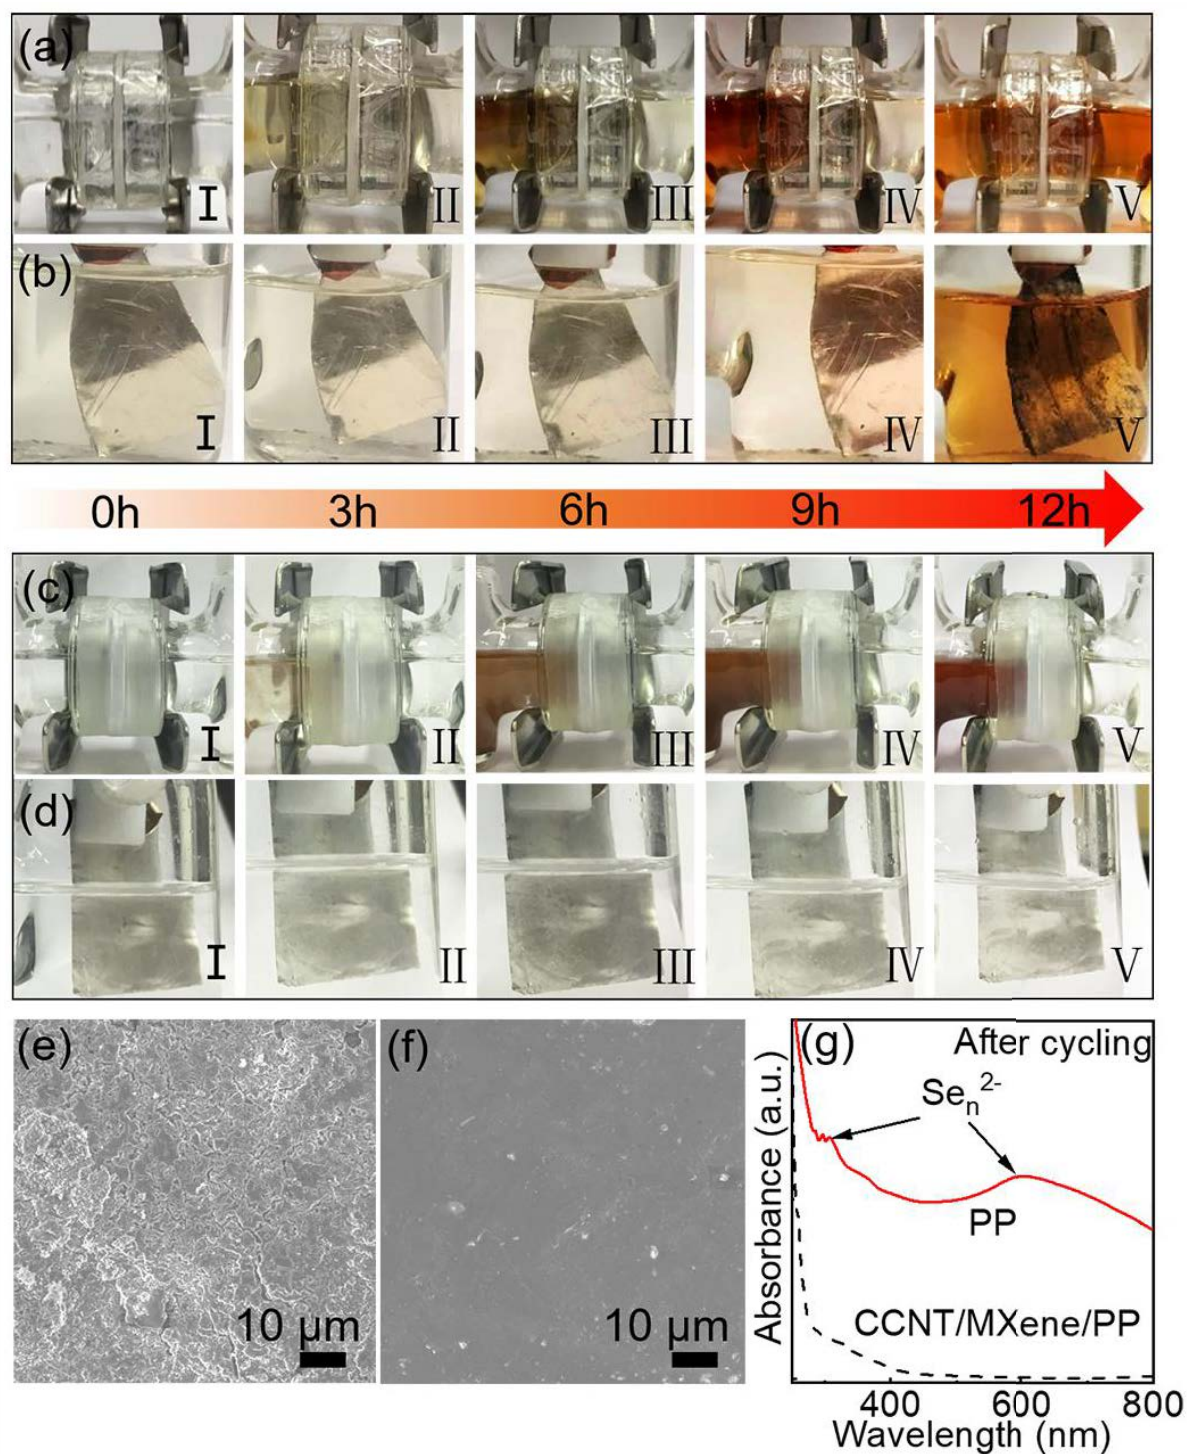 (a)
I
II
III
IV
V
(b)
I
II
III
IV
V
0h
3h
6h
9h
12h
(c)
I
II
III
IV
V
(d)
I
II
III
IV
V
(e)
10 μm
(f)
10 μm
(g)
After cycling
Seₙ²⁻
PP
CCNT/MXene/PP
Absorbance (a.u.)
400
600
800
Wavelength (nm)